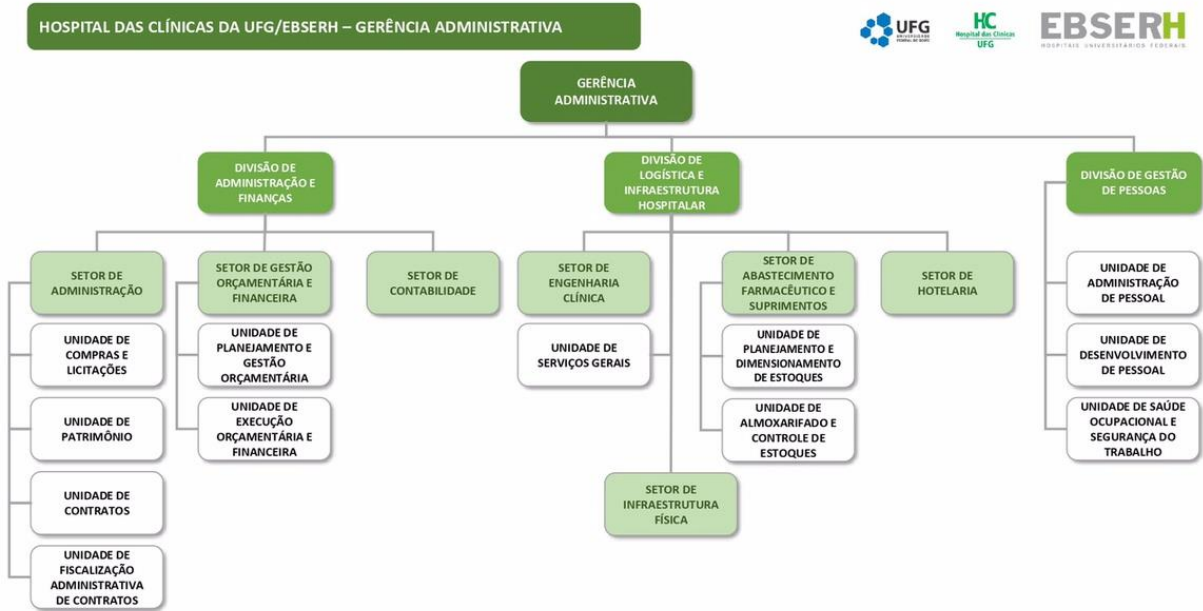 HOSPITAL DAS CLÍNICAS DA UFG/EBSERH – GERÊNCIA ADMINISTRATIVA
UFG
UNIVERSIDADE
FEDERAL DE GOIÁS
HC
Hospital das Clínicas
UFG
EBSERH
HOSPITAIS UNIVERSITÁRIOS FEDERAIS
GERÊNCIA
ADMINISTRATIVA
DIVISÃO DE
ADMINISTRAÇÃO E
FINANÇAS
DIVISÃO DE
LOGÍSTICA E
INFRAESTRUTURA
HOSPITALAR
DIVISÃO DE GESTÃO
DE PESSOAS
SETOR DE
ADMINISTRAÇÃO
SETOR DE GESTÃO
ORÇAMENTÁRIA E
FINANCEIRA
SETOR DE
CONTABILIDADE
SETOR DE
ENGENHARIA
CLÍNICA
SETOR DE
ABASTECIMENTO
FARMACÊUTICO E
SUPRIMENTOS
SETOR DE
HOTELARIA
UNIDADE DE
ADMINISTRAÇÃO
DE PESSOAL
UNIDADE DE
COMPRAS E
LICITAÇÕES
UNIDADE DE
PLANEJAMENTO E
GESTÃO
ORÇAMENTÁRIA
UNIDADE DE
SERVIÇOS GERAIS
UNIDADE DE
PLANEJAMENTO E
DIMENSIONAMENTO
DE ESTOQUES
UNIDADE DE
DESENVOLVIMENTO
DE PESSOAL
UNIDADE DE
PATRIMÔNIO
UNIDADE DE
EXECUÇÃO
ORÇAMENTÁRIA E
FINANCEIRA
UNIDADE DE
ALMOXARIFADO E
CONTROLE DE
ESTOQUES
UNIDADE DE SAÚDE
OCUPACIONAL E
SEGURANÇA DO
TRABALHO
UNIDADE DE
CONTRATOS
SETOR DE
INFRAESTRUTURA
FÍSICA
UNIDADE DE
FISCALIZAÇÃO
ADMINISTRATIVA
DE CONTRATOS